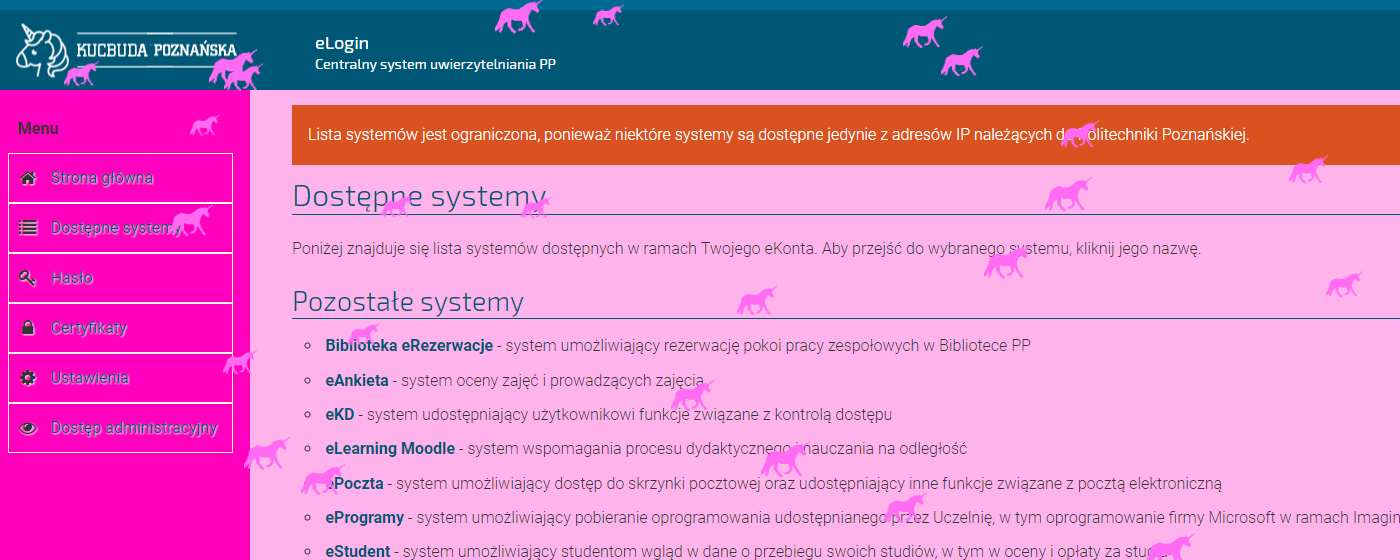 KUCBUDA POZNAŃSKA
eLogin
Centralny system uwierzytelniania PP
Menu
Strona główna
Dostępne systemy
Hasło
Certyfikaty
Ustawienia
Dostęp administracyjny
Lista systemów jest ograniczona, ponieważ niektóre systemy są dostępne jedynie z adresów IP należących do Politechniki Poznańskiej.
Dostępne systemy
Poniżej znajduje się lista systemów dostępnych w ramach Twojego eKonta. Aby przejść do wybranego systemu, kliknij jego nazwę.
Pozostałe systemy
Biblioteka eRezerwacje - system umożliwiający rezerwację pokoi pracy zespołowych w Bibliotece PP
eAnkieta - system oceny zajęć i prowadzących zajęcia
eKD - system udostępniający użytkownikowi funkcje związane z kontrolą dostępu
eLearning Moodle - system wspomagania procesu dydaktycznego i nauczania na odległość
ePoczta - system umożliwiający dostęp do skrzynki pocztowej oraz udostępniający inne funkcje związane z pocztą elektroniczną
eProgramy - system umożliwiający pobieranie oprogramowania udostępnianego przez Uczelnię, w tym oprogramowanie firmy Microsoft w ramach Imagin
eStudent - system umożliwiający studentom wgląd w dane o przebiegu swoich studiów, w tym w oceny i opłaty za